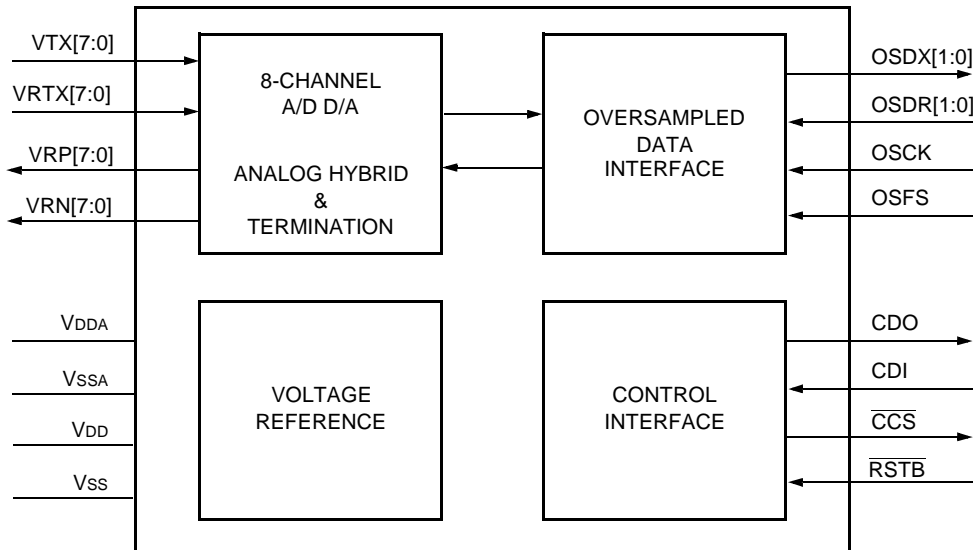 VTX[7:0]
VRTX[7:0]
VRP[7:0]
VRN[7:0]
8-CHANNEL
A/D D/A
ANALOG HYBRID
&
TERMINATION
OVERSAMPLED
DATA
INTERFACE
OSDX[1:0]
OSDR[1:0]
OSCK
OSFS
VDDA
VSSA
VDD
VSS
VOLTAGE
REFERENCE
CONTROL
INTERFACE
CDO
CDI
CCS
RSTB